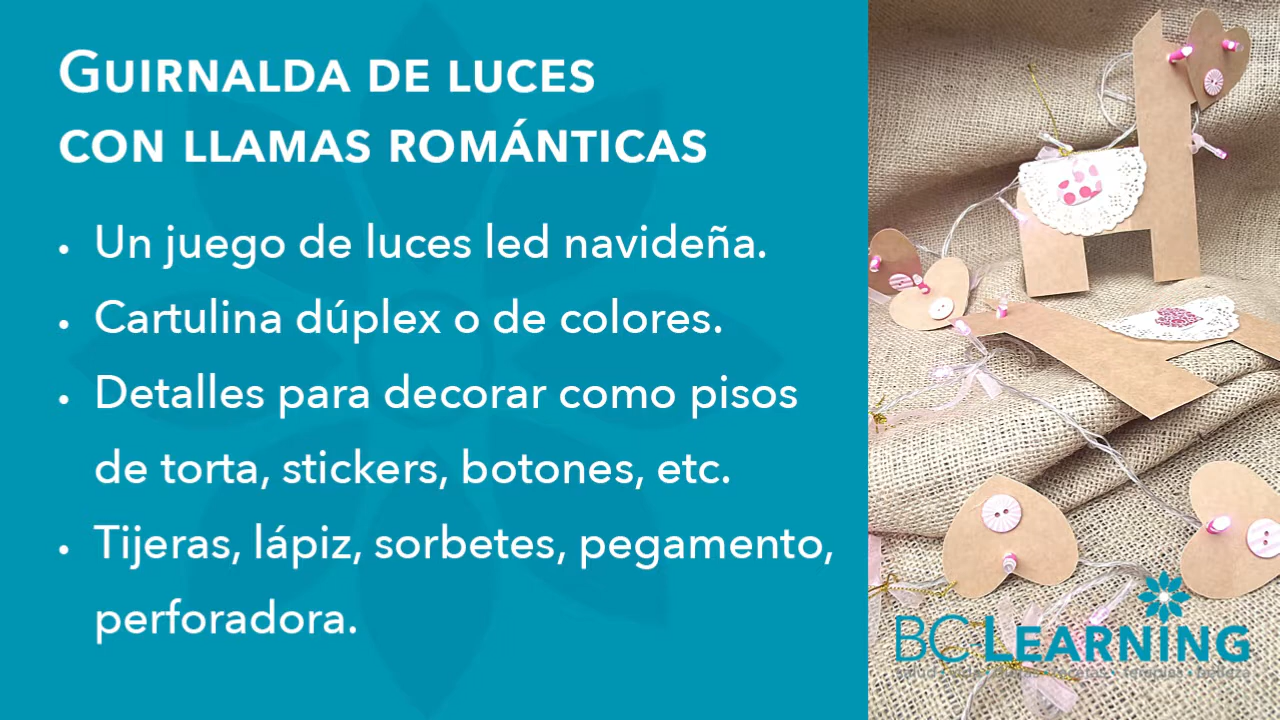 GUIRNALDA DE LUCES
CON LLAMAS ROMÁNTICAS
• Un juego de luces led navideña.
• Cartulina dúplex o de colores.
• Detalles para decorar como pisos
de torta, stickers, botones, etc.
• Tijeras, lápiz, sorbetes, pegamento,
perforadora.
BC LEARNING